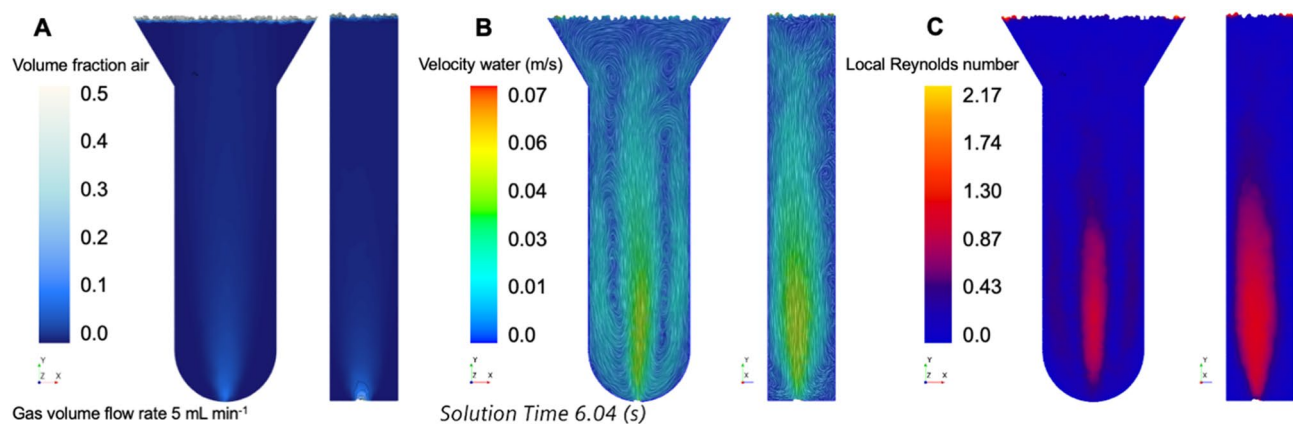 A
Volume fraction air
0.5
0.4
0.3
0.2
0.1
0.0
Y
Z X
Gas volume flow rate 5 mL min⁻¹
B
Velocity water (m/s)
0.07
0.06
0.04
0.03
0.01
0.0
Y
Z X
Y
X
Solution Time 6.04 (s)
C
Local Reynolds number
2.17
1.74
1.30
0.87
0.43
0.0
Y
Z X
Y
X